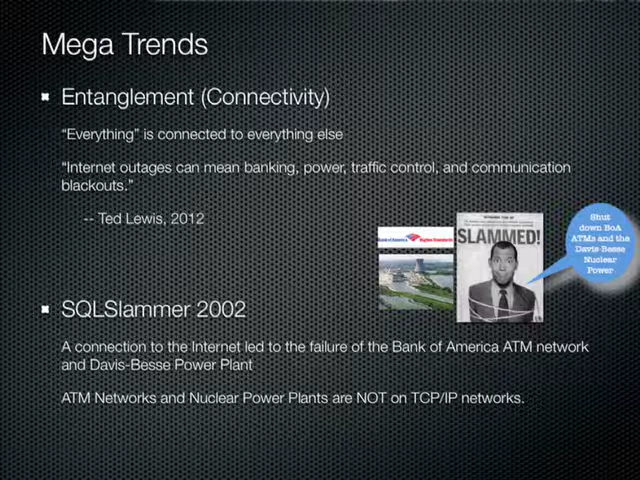 Mega Trends
Entanglement (Connectivity)
“Everything” is connected to everything else
“Internet outages can mean banking, power, traffic control, and communication
blackouts.”
-- Ted Lewis, 2012
Bank of America
SLAMMED!
Shut
down BoA
ATMs and the
Davis-Besse
Nuclear
Power
SQLSlammer 2002
A connection to the Internet led to the failure of the Bank of America ATM network
and Davis-Besse Power Plant
ATM Networks and Nuclear Power Plants are NOT on TCP/IP networks.